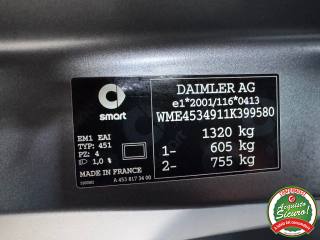 smart
DAIMLER AG
e1*2001/116*0413
WME4534911K399580
1320 kg
1- 605 kg
2- 755 kg
EM1 EAI
TYP: 451
PZ: 4
1,0 %
MADE IN FRANCE
A 453 817 34 00
Acquisto
Sicuro!